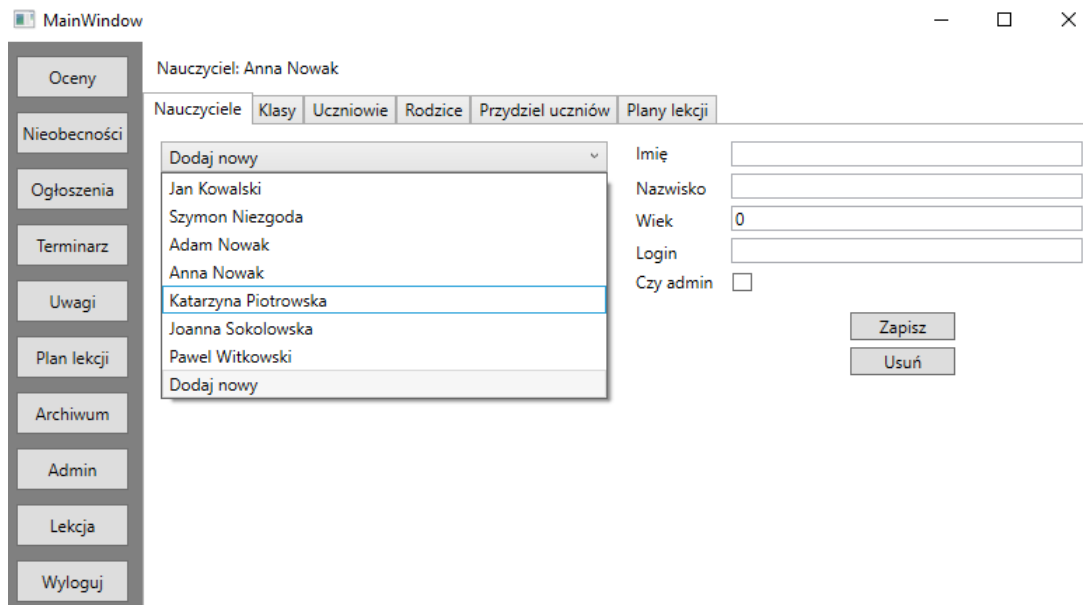 MainWindow
Nauczyciel: Anna Nowak
Oceny
Nieobecności
Ogłoszenia
Terminarz
Uwagi
Plan lekcji
Archiwum
Admin
Lekcja
Wyloguj
Nauczyciele Klasy Uczniowie Rodzice Przydziel uczniów Plany lekcji
Dodaj nowy
Jan Kowalski
Szymon Niezgoda
Adam Nowak
Anna Nowak
Katarzyna Piotrowska
Joanna Sokolowska
Pawel Witkowski
Dodaj nowy
Imię
Nazwisko
Wiek 0
Login
Czy admin
Zapisz
Usuń